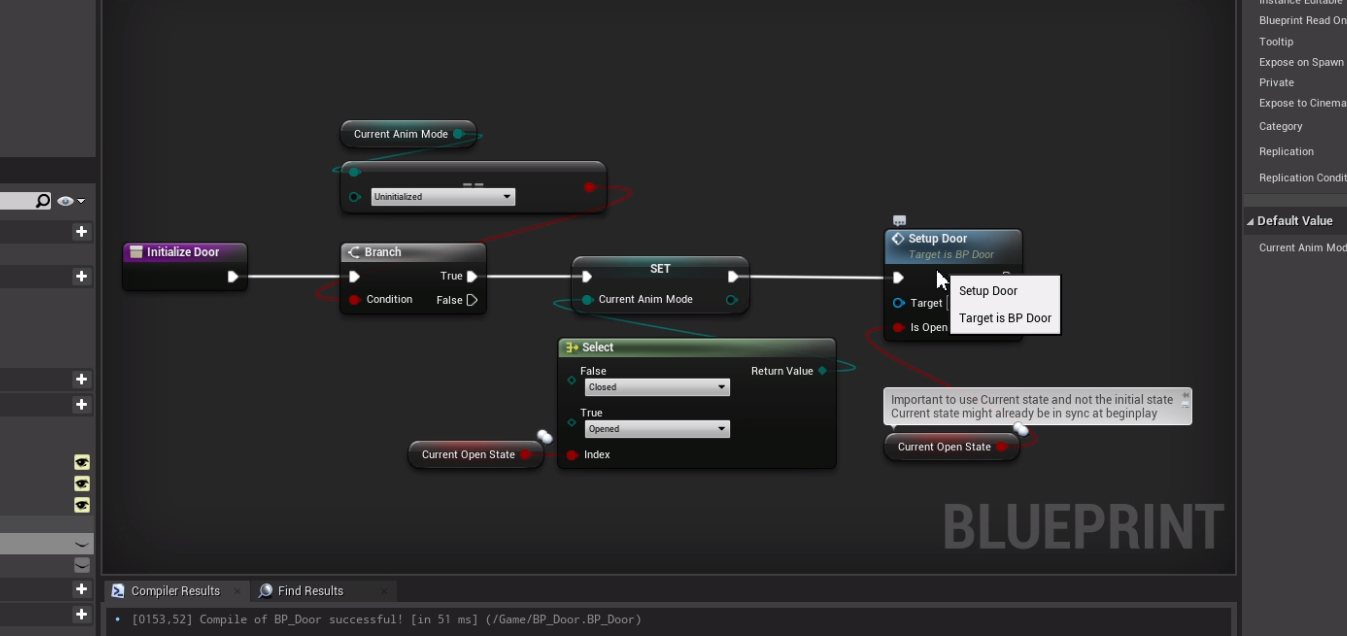 Instance Editable
Blueprint Read On
Tooltip
Expose on Spawn
Private
Expose to Cinema
Category
Replication
Replication Condit
Default Value
Current Anim Mod
Current Anim Mode
==
Uninitialized
Initialize Door
Branch
True
Condition
False
SET
Current Anim Mode
Select
False
Closed
Return Value
True
Opened
Index
Current Open State
Setup Door
Target is BP Door
Target
Is Open
Setup Door
Target is BP Door
Important to use Current state and not the initial state
Current state might already be in sync at beginplay
Current Open State
BLUEPRINT
Compiler Results
Find Results
[0153,52] Compile of BP_Door successful! [in 51 ms] (/Game/BP_Door.BP_Door)